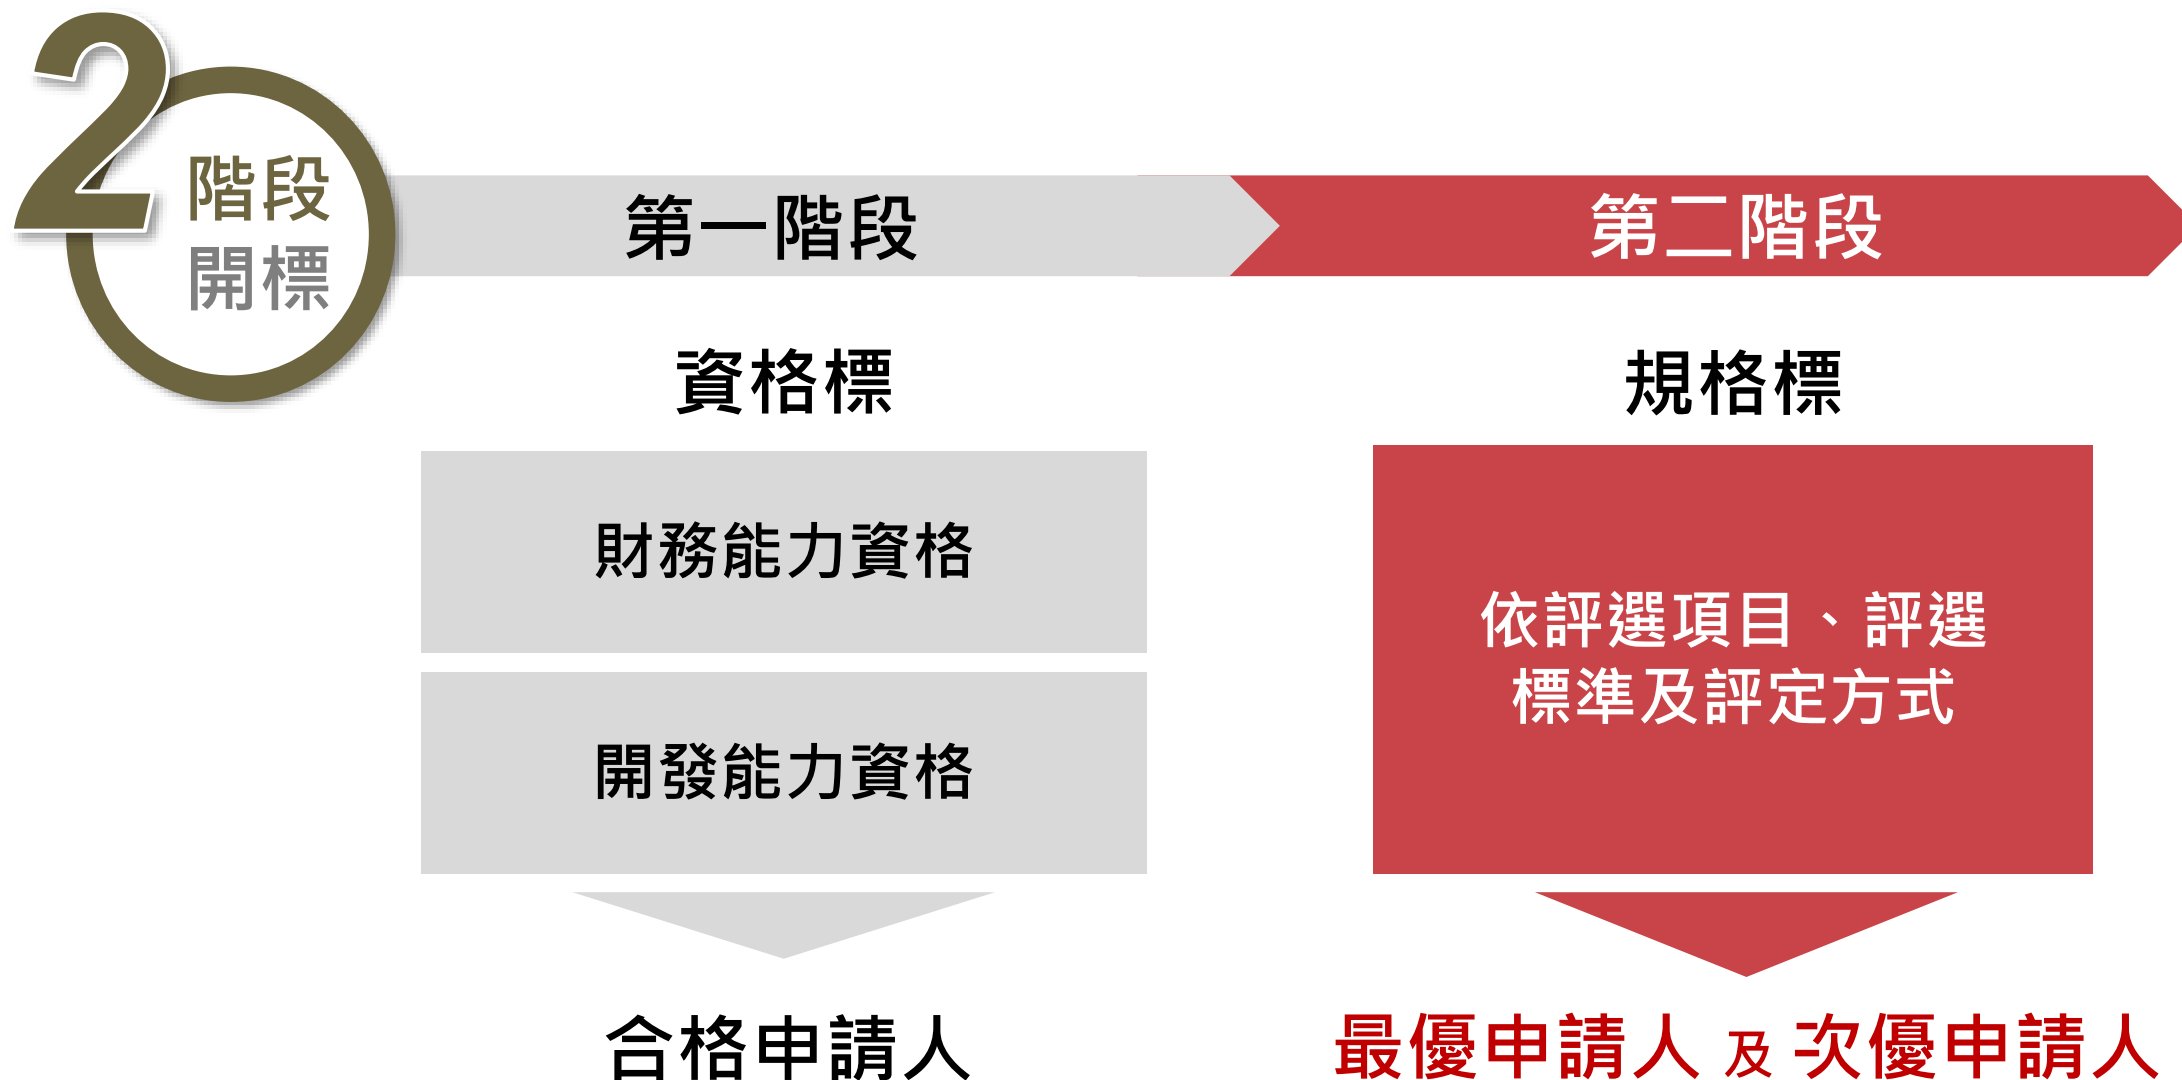 2
階段
開標
第一階段
第二階段
資格標
規格標
財務能力資格
開發能力資格
依評選項目、評選
標準及評定方式
合格申請人
最優申請人 及 次優申請人